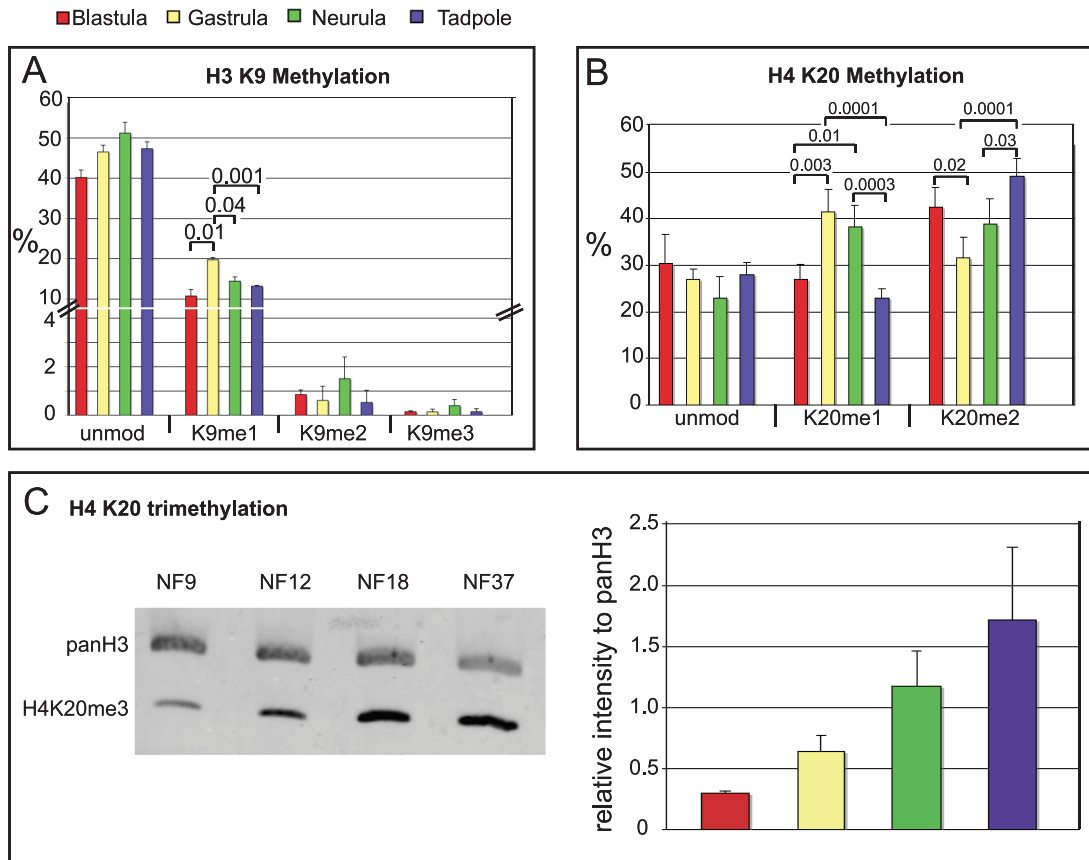 Blastula Gastrula Neurula Tadpole
A
H3 K9 Methylation
60
50
40
30
%
20
10
4
2
0
0.001
0.04
0.01
unmod K9me1 K9me2 K9me3
B
H4 K20 Methylation
60
50
40
%
30
20
10
0
0.0001
0.01
0.003
0.0003
0.0001
0.03
0.02
unmod K20me1 K20me2
C H4 K20 trimethylation
NF9 NF12 NF18 NF37
panH3
H4K20me3
relative intensity to panH3
2.5
2.0
1.5
1.0
0.5
0